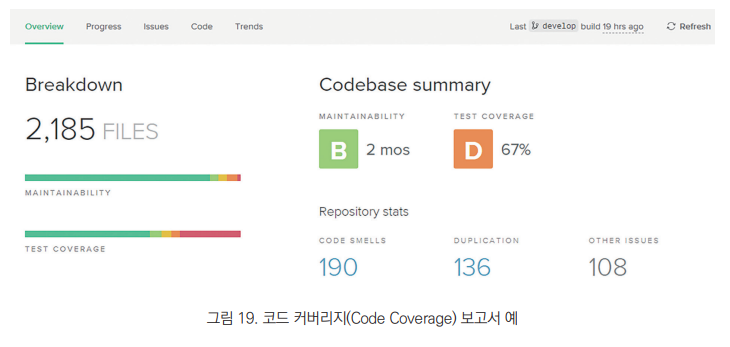 Overview Progress Issues Code Trends Last develop build 19 hrs ago Refresh
Breakdown
2,185 FILES
MAINTAINABILITY
TEST COVERAGE
Codebase summary
MAINTAINABILITY TEST COVERAGE
B 2 mos D 67%
Repository stats
CODE SMELLS DUPLICATION OTHER ISSUES
190 136 108
그림 19. 코드 커버리지(Code Coverage) 보고서 예